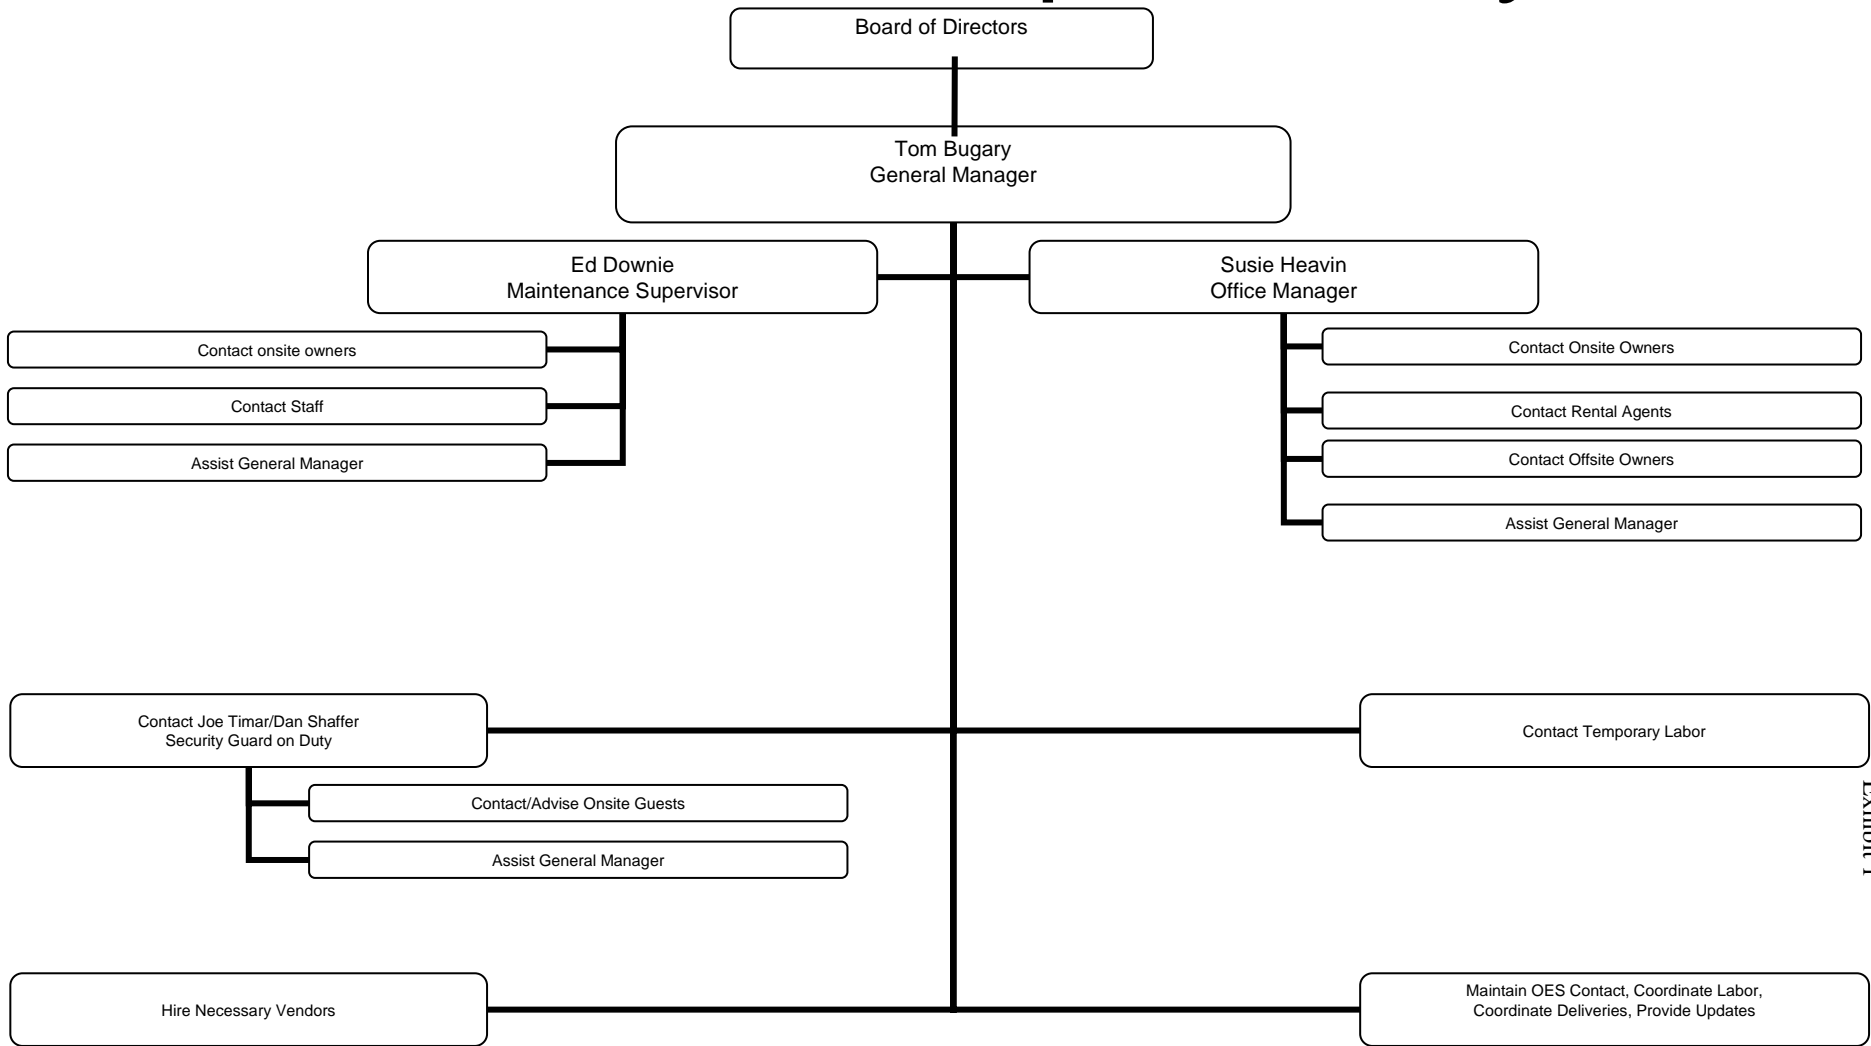 Board of Directors
Tom Bugary
General Manager
Ed Downie
Maintenance Supervisor
Susie Heavin
Office Manager
Contact onsite owners
Contact Staff
Assist General Manager
Contact Onsite Owners
Contact Rental Agents
Contact Offsite Owners
Assist General Manager
Contact Joe Timar/Dan Shaffer
Security Guard on Duty
Contact Temporary Labor
Contact/Advise Onsite Guests
Assist General Manager
Hire Necessary Vendors
Maintain OES Contact, Coordinate Labor,
Coordinate Deliveries, Provide Updates